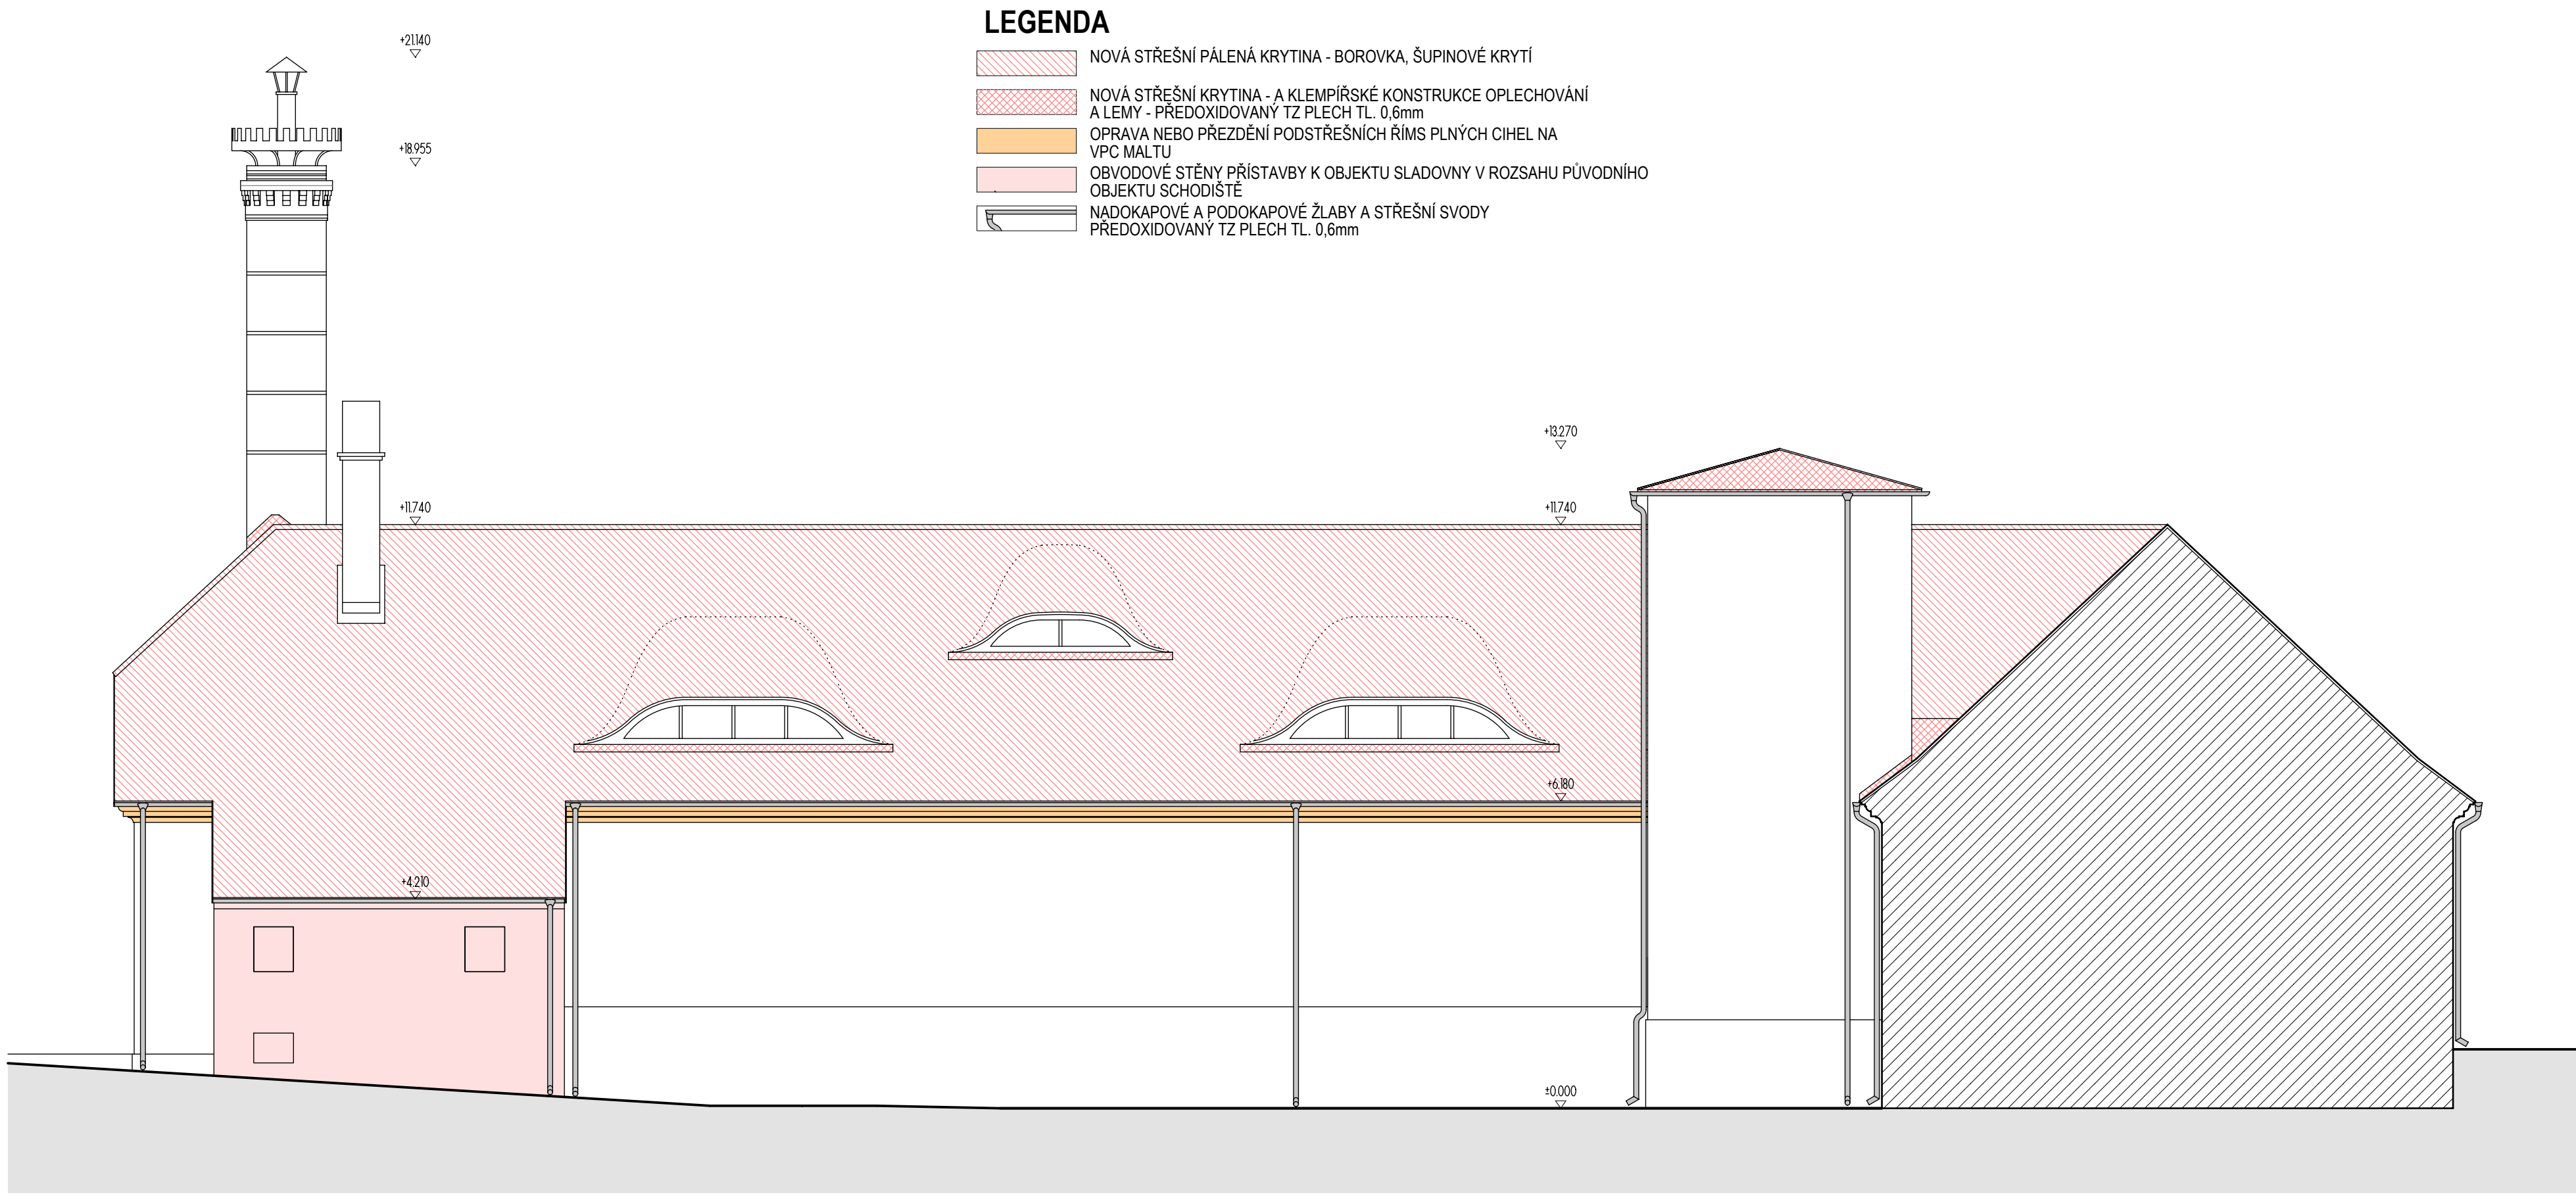 LEGENDA
NOVÁ STŘEŠNÍ PÁLENÁ KRYTINA - BOROVKA, ŠUPINOVÉ KRYTÍ
NOVÁ STŘEŠNÍ KRYTINA - A KLEMPÍŘSKÉ KONSTRUKCE OPLECHOVÁNÍ
A LEMY - PŘEDOXIDOVANÝ TZ PLECH TL. 0,6mm
OPRAVA NEBO PŘEZDĚNÍ PODSTŘEŠNÍCH ŘÍMS PLNÝCH CIHEL NA
VPC MALTU
OBVODOVÉ STĚNY PŘÍSTAVBY K OBJEKTU SLADOVNY V ROZSAHU PŮVODNÍHO
OBJEKTU SCHODIŠTĚ
NADOKAPOVÉ A PODOKAPOVÉ ŽLABY A STŘEŠNÍ SVODY
PŘEDOXIDOVANÝ TZ PLECH TL. 0,6mm
+21.140
+18.955
+13.270
+11.740
+11.740
+6.180
+4.210
±0.000